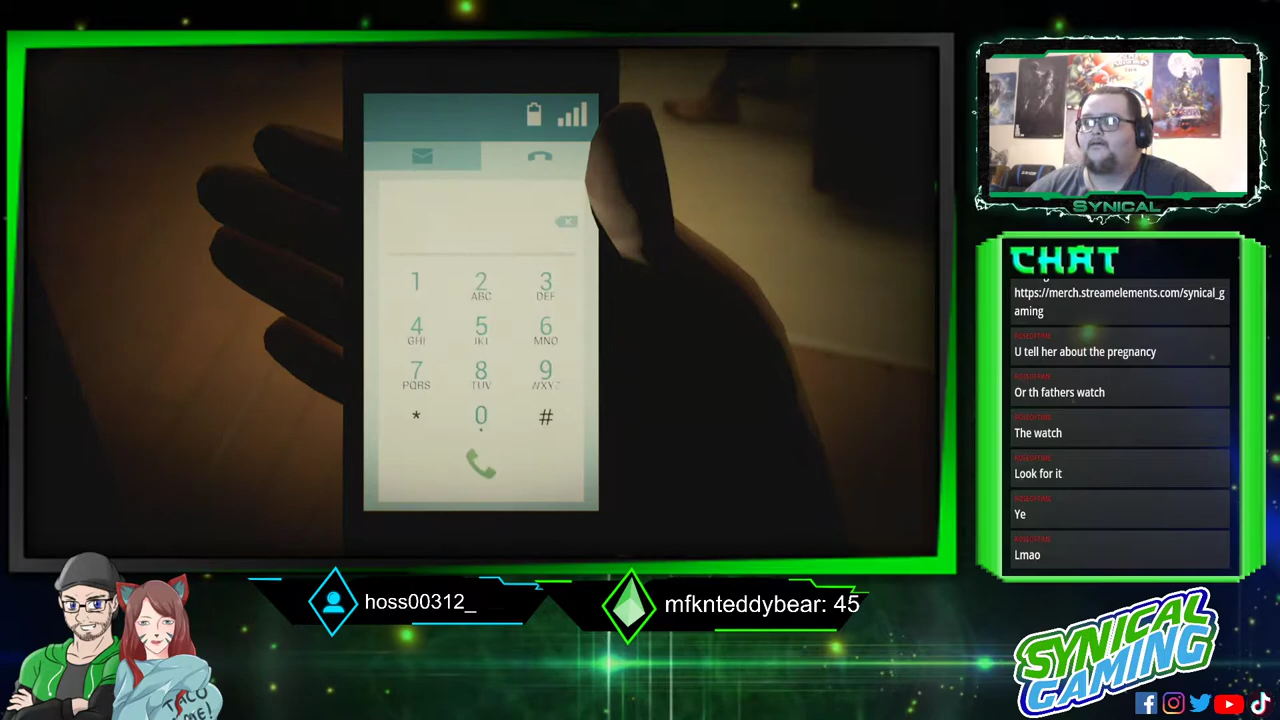 1
2
3
ABC
DEF
4
5
6
GHI
JKL
MNO
7
8
9
PQRS
TUV
WXYZ
*
0
#
SYNICAL
CHAT
https://merch.streamelements.com/synical_g
aming
U tell her about the pregnancy
Or th fathers watch
The watch
Look for it
Ye
Lmao
hoss00312_
mfknteddybear: 45
TACO
ME!
SYNICAL
GAMING